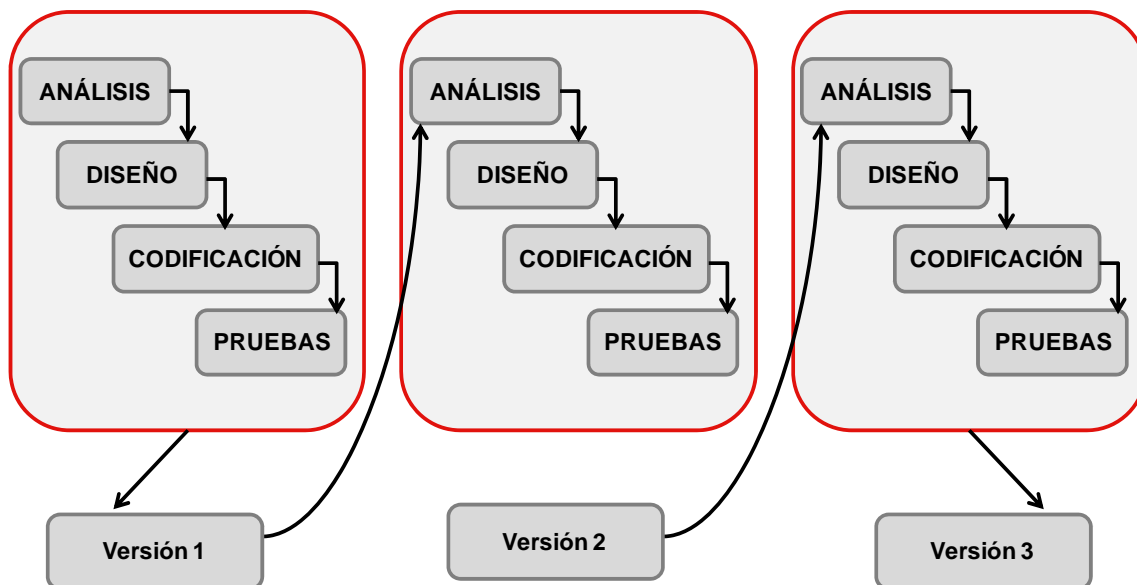 ANÁLISIS
DISEÑO
CODIFICACIÓN
PRUEBAS
ANÁLISIS
DISEÑO
CODIFICACIÓN
PRUEBAS
ANÁLISIS
DISEÑO
CODIFICACIÓN
PRUEBAS
Versión 1
Versión 2
Versión 3